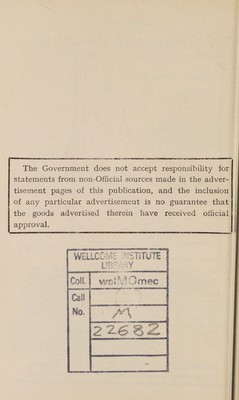 The Government does not accept responsibility for
statements from non-Official sources made in the adver-
tisement pages of this publication, and the inclusion
of any particular advertisement is no guarantee that
the goods advertised therein have received official
approval.
WELLCOME INSTITUTE
LIBRARY
Coll. welMOmec
Call
No. M
22682